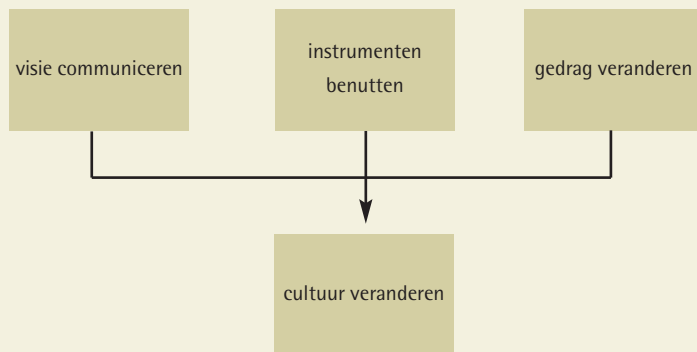 visie communiceren
instrumenten
benutten
gedrag veranderen
cultuur veranderen